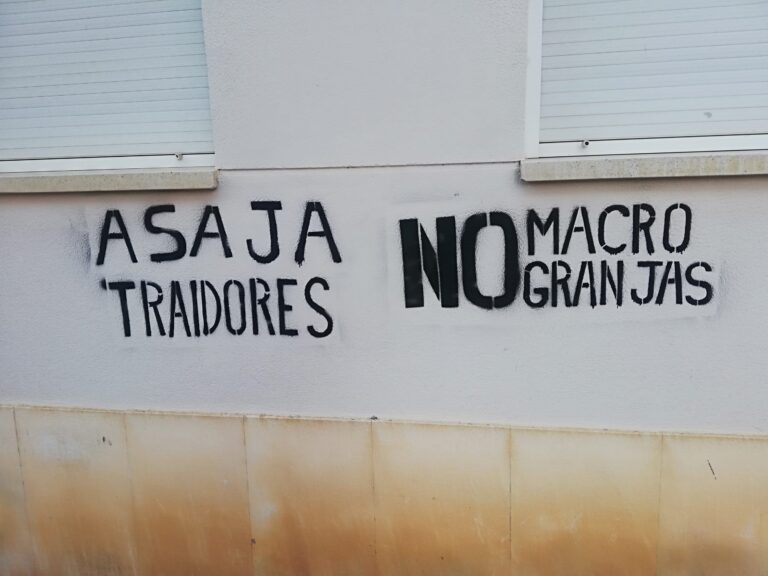 ASAJA
TRAIDORES
NO MACRO
GRANJAS